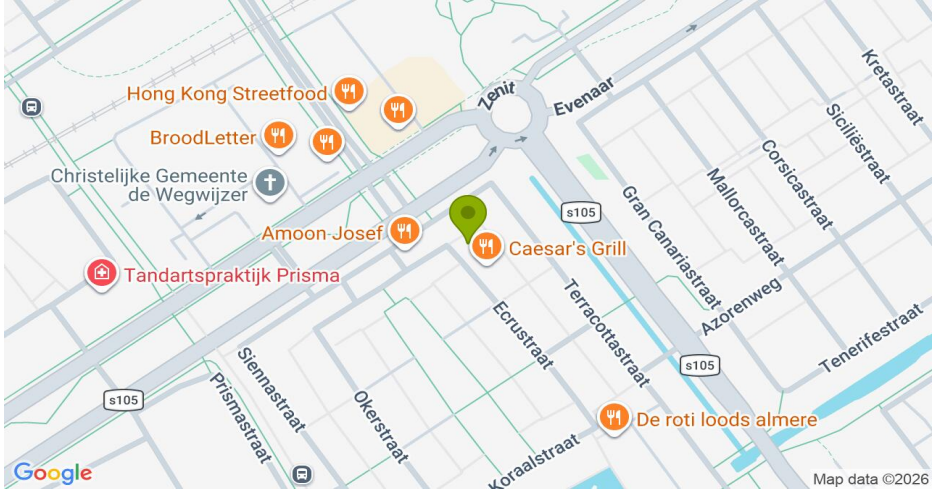 Zenit
Evenaar
Kretastraat
Hong Kong Streetfood
BroodLetter
Siciliëstraat
Corsicastraat
Mallorcastraat
Christelijke Gemeente
de Wegwijzer
Gran Canariastraat
s105
Amoon Josef
Caesar's Grill
Tandartspraktijk Prisma
Azorenweg
Terracottastraat
Ecrustraat
Tenerifestraat
Siennastraat
s105
s105
Prismastraat
Okerstraat
De roti loods almere
Koraalstraat
Google
Map data ©2026